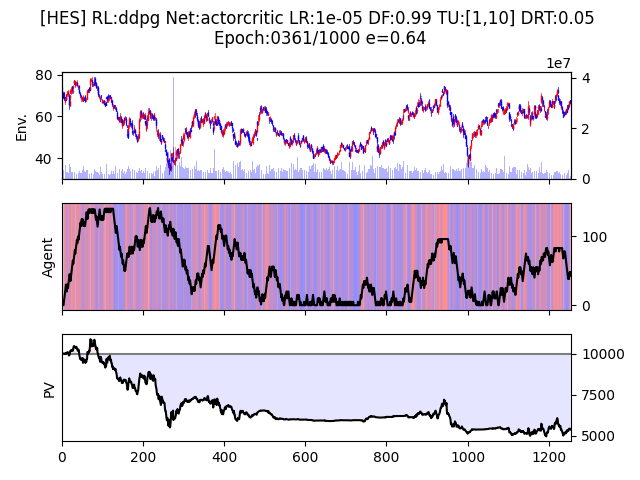 [HES] RL:ddpg Net:actorcritic LR:1e-05 DF:0.99 TU:[1,10] DRT:0.05
Epoch:0361/1000 e=0.64
1e7
80
60
40
Env.
4
2
0
Agent
100
0
PV
10000
7500
5000
0 200 400 600 800 1000 1200